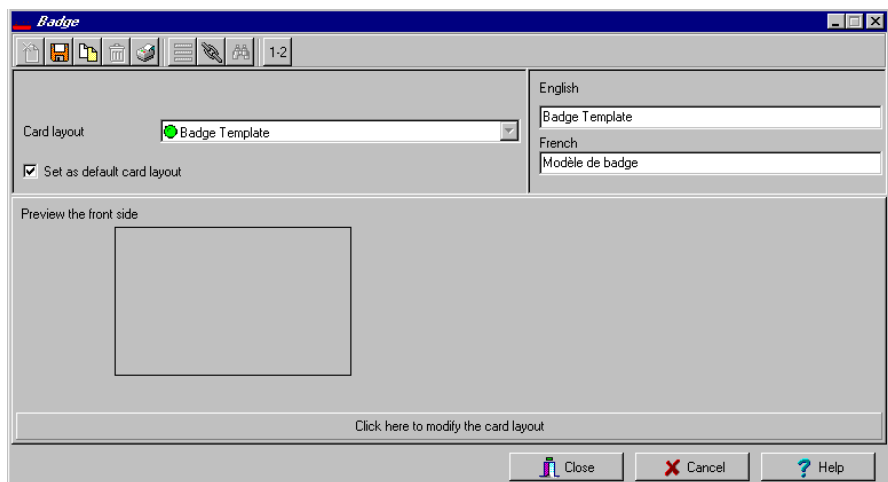 Badge
1-2
Card layout
Badge Template
Set as default card layout
English
Badge Template
French
Modèle de badge
Preview the front side
Click here to modify the card layout
Close
Cancel
Help